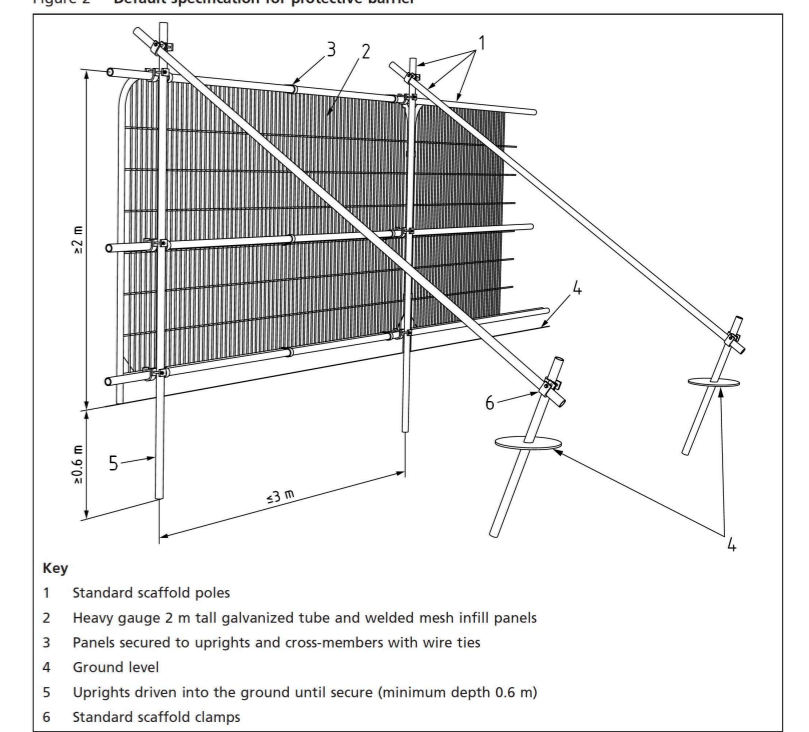 Figure 2 Default specification for protective barrier
3
2
1
≥2 m
4
6
≥0.6 m
5
≤3 m
4
Key
1 Standard scaffold poles
2 Heavy gauge 2 m tall galvanized tube and welded mesh infill panels
3 Panels secured to uprights and cross-members with wire ties
4 Ground level
5 Uprights driven into the ground until secure (minimum depth 0.6 m)
6 Standard scaffold clamps